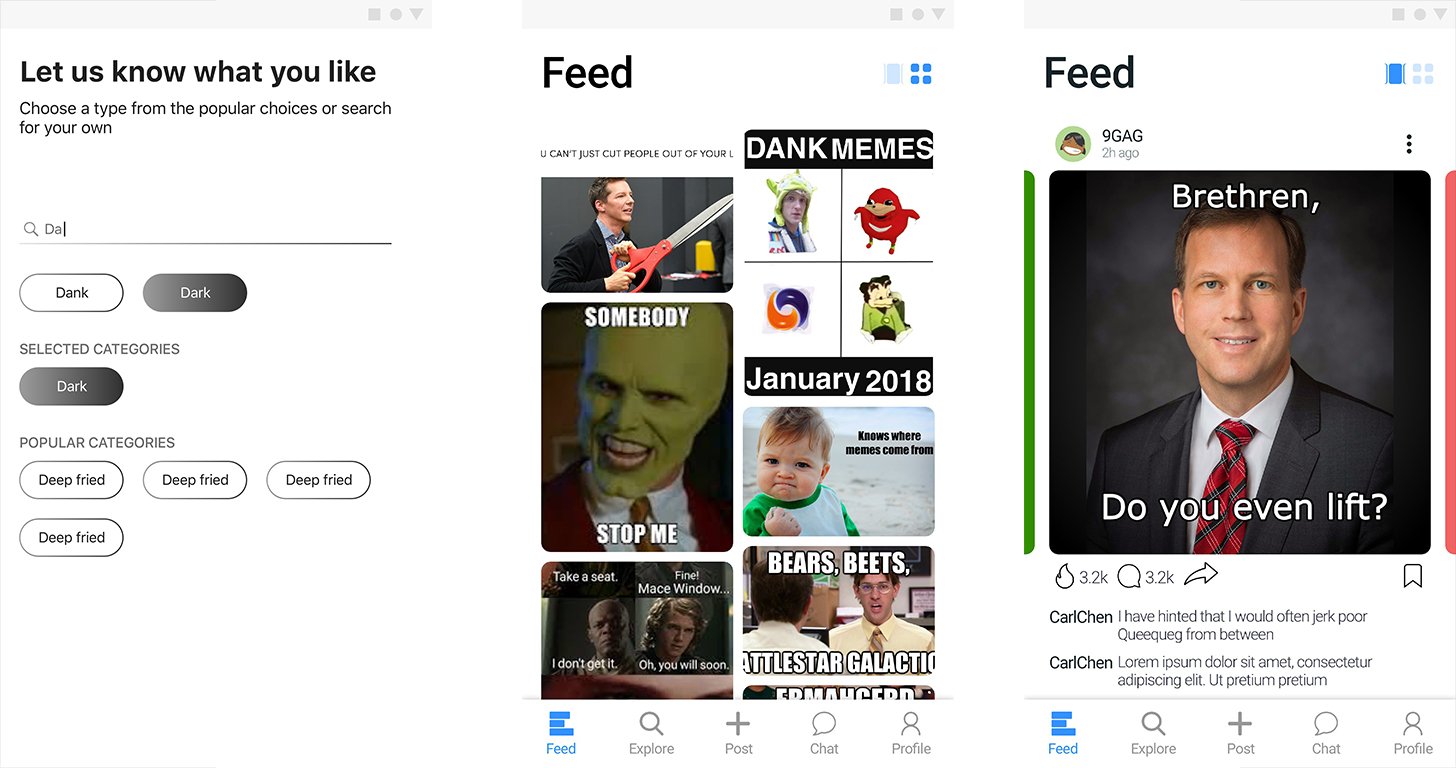 Let us know what you like
Choose a type from the popular choices or search
for your own
Da
Dank
Dark
SELECTED CATEGORIES
Dark
POPULAR CATEGORIES
Deep fried
Deep fried
Deep fried
Deep fried
Feed
U CAN'T JUST CUT PEOPLE OUT OF YOUR L
SOMEBODY
STOP ME
Take a seat.
Fine!
Mace Window...
I don't get it.
Oh, you will soon.
DANK MEMES
January 2018
Knows where
memes come from
BEARS, BEETS,
ATTLESTAR GALACTIC
ERMAHGERD
Feed
Explore
Post
Chat
Profile
Feed
9GAG
2h ago
Brethren,
Do you even lift?
3.2k
3.2k
CarlChen I have hinted that I would often jerk poor
Queequeg from between
CarlChen Lorem ipsum dolor sit amet, consectetur
adipiscing elit. Ut pretium pretium
Feed
Explore
Post
Chat
Profile